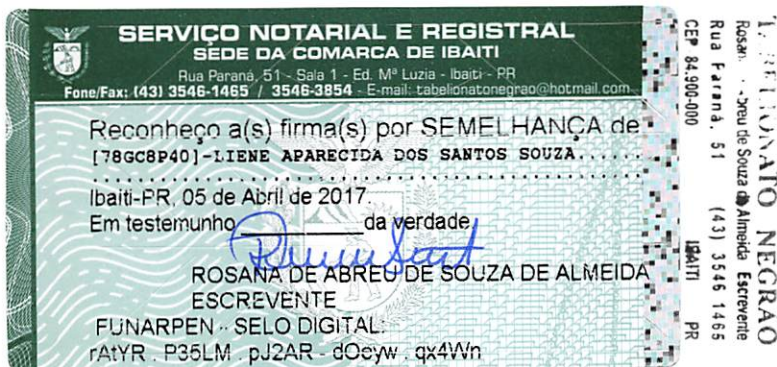 SERVIÇO NOTARIAL E REGISTRAL
SEDE DA COMARCA DE IBAITI
Rua Paraná, 51 - Sala 1 - Ed. Mª Luzia - Ibaiti - PR
Fone/Fax: (43) 3546-1465 / 3546-3854 - E-mail: tabelionatonegrao@hotmail.com
Reconheço a(s) firma(s) por SEMELHANÇA de
[78GC8P40]-LIENE APARECIDA DOS SANTOS SOUZA......
Ibaiti-PR, 05 de Abril de 2017.
Em testemunho____________da verdade.
ROSANA DE ABREU DE SOUZA DE ALMEIDA
ESCREVENTE
FUNARPEN - SELO DIGITAL:
rAtYR . P35LM . pJ2AR - dOeyw . qx4Wn
NEGRAO
de Souza de Almeida Escrevente
Rua Paraná, 51 (43) 3546 1465
CEP 84.900-000 IBAITI PR